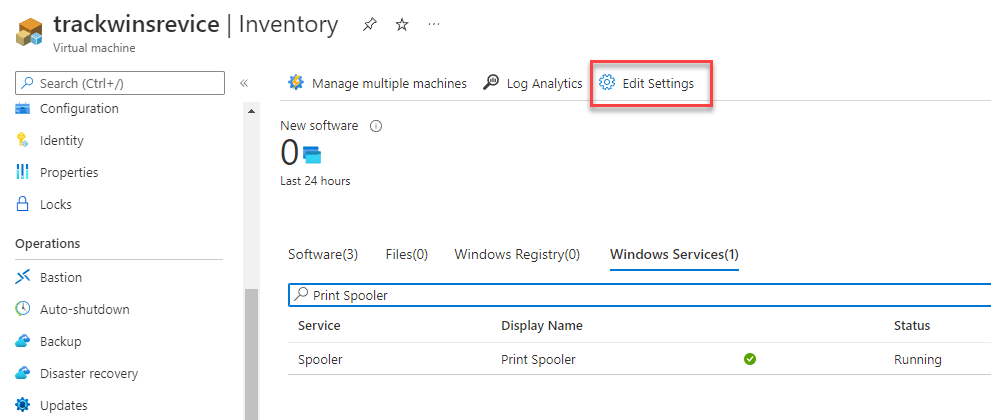 trackwinsrevice | Inventory
Virtual machine
Search (Ctrl+/)
Configuration
Identity
Properties
Locks
Operations
Bastion
Auto-shutdown
Backup
Disaster recovery
Updates
Manage multiple machines Log Analytics Edit Settings
New software
0
Last 24 hours
Software(3) Files(0) Windows Registry(0) Windows Services(1)
Print Spooler
Service Display Name Status
Spooler Print Spooler Running